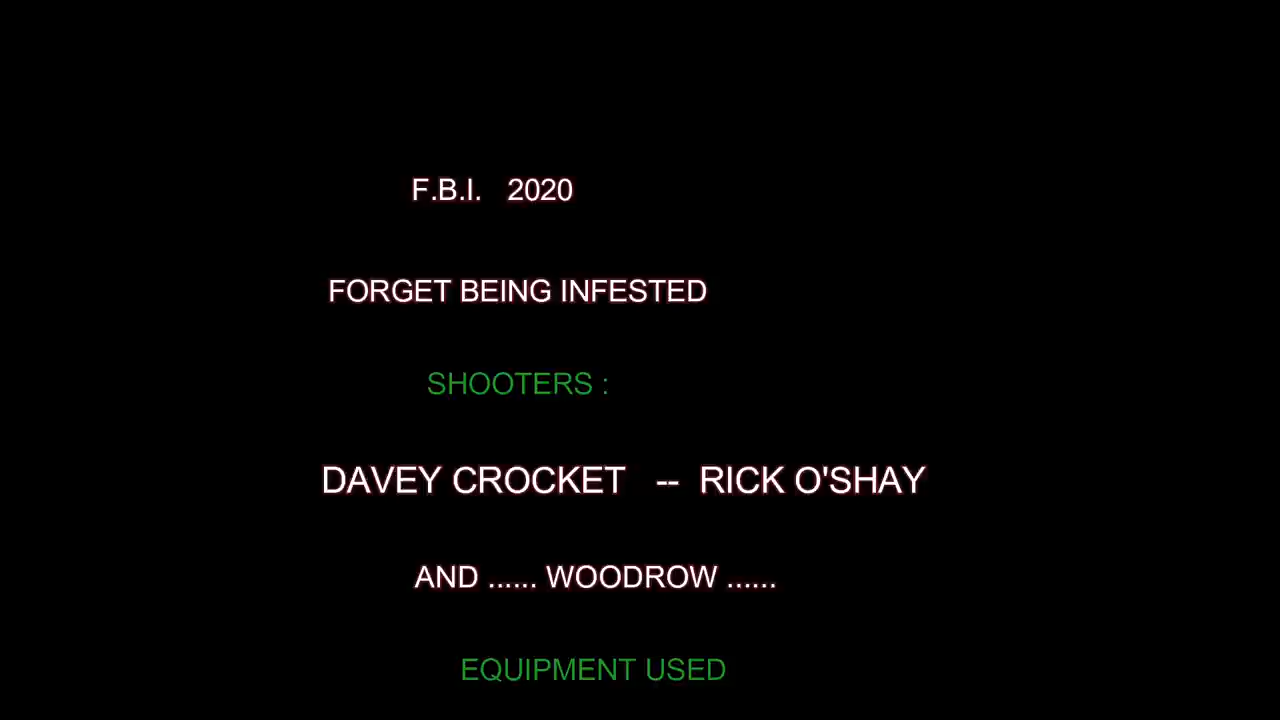 F.B.I. 2020
FORGET BEING INFESTED
SHOOTERS :
DAVEY CROCKET -- RICK O'SHAY
AND ...... WOODROW ......
EQUIPMENT USED